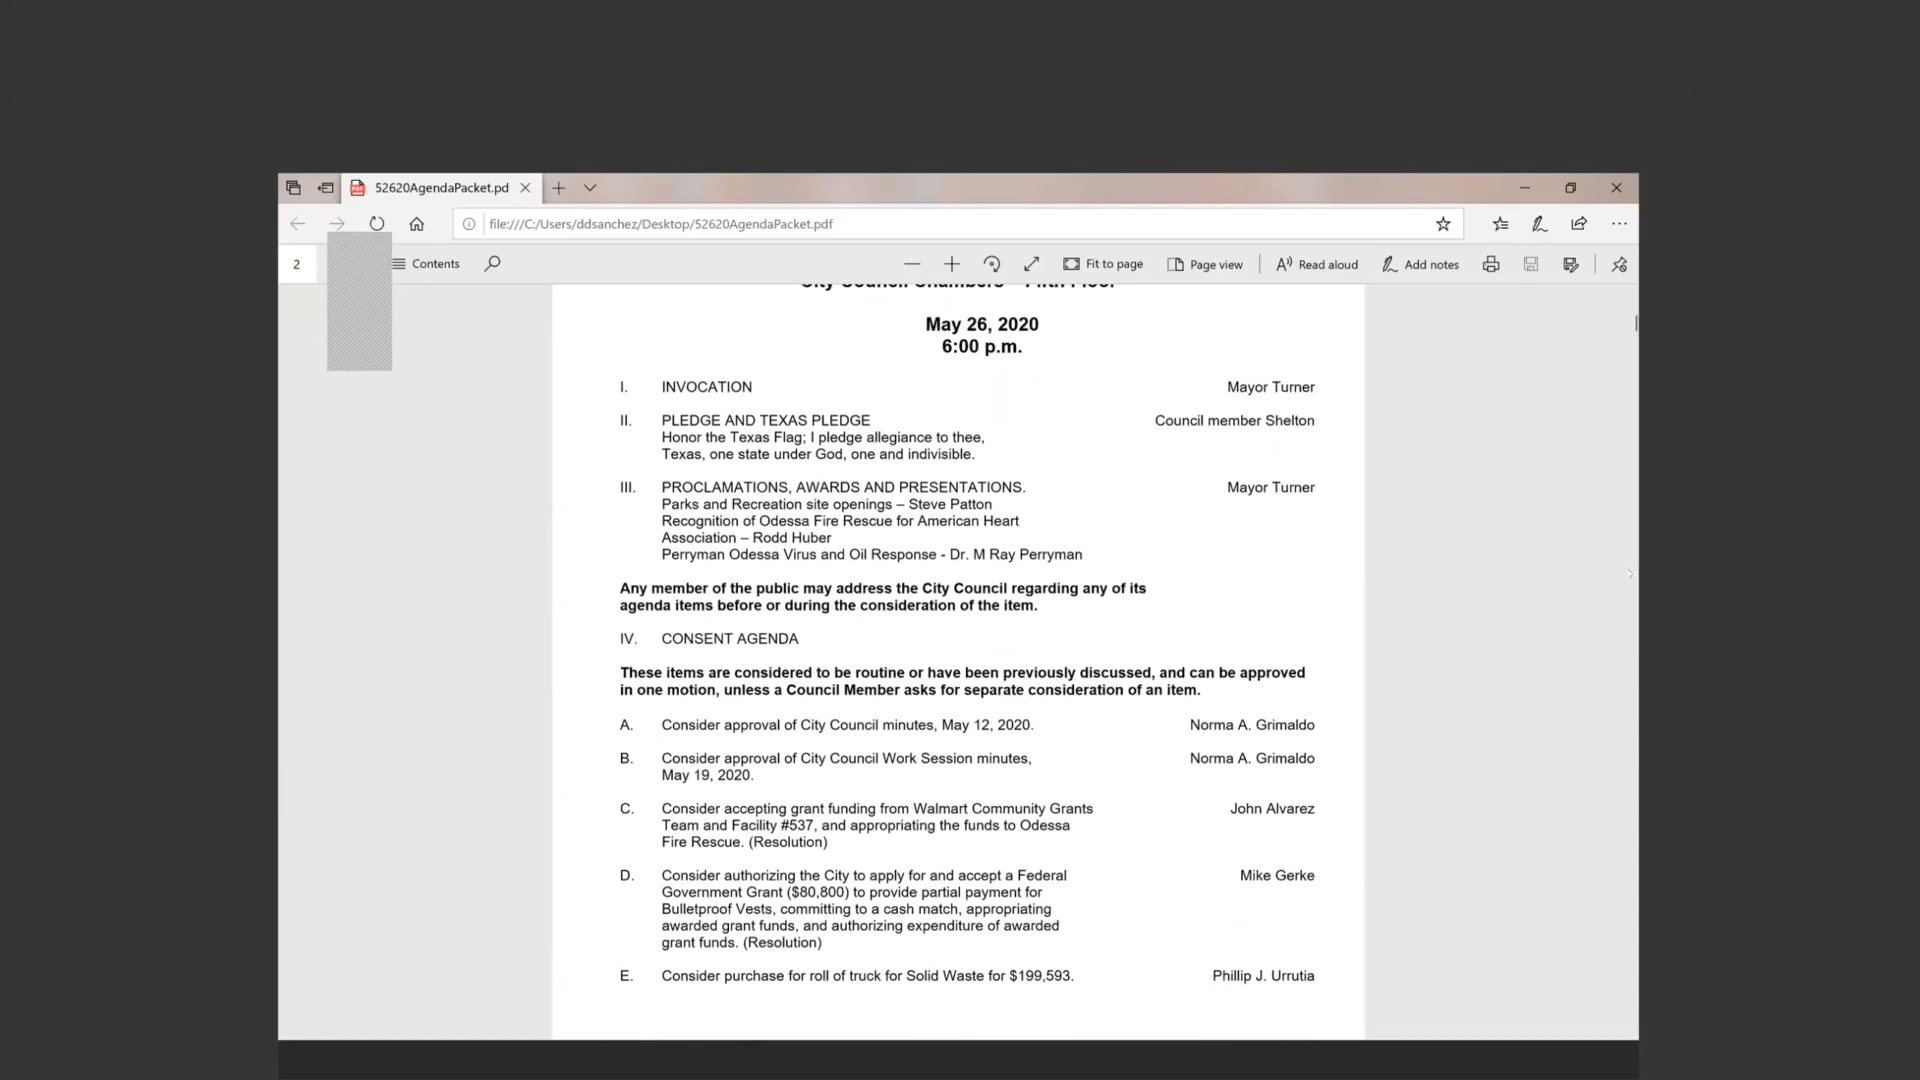 52620AgendaPacket.pd
file:///C:/Users/ddsanchez/Desktop/52620AgendaPacket.pdf
2 Contents Fit to page Page view Read aloud Add notes
City Council Chambers – Fifth Floor
May 26, 2020
6:00 p.m.
I. INVOCATION Mayor Turner
II. PLEDGE AND TEXAS PLEDGE Council member Shelton
Honor the Texas Flag; I pledge allegiance to thee,
Texas, one state under God, one and indivisible.
III. PROCLAMATIONS, AWARDS AND PRESENTATIONS. Mayor Turner
Parks and Recreation site openings – Steve Patton
Recognition of Odessa Fire Rescue for American Heart
Association – Rodd Huber
Perryman Odessa Virus and Oil Response - Dr. M Ray Perryman
Any member of the public may address the City Council regarding any of its
agenda items before or during the consideration of the item.
IV. CONSENT AGENDA
These items are considered to be routine or have been previously discussed, and can be approved
in one motion, unless a Council Member asks for separate consideration of an item.
A. Consider approval of City Council minutes, May 12, 2020. Norma A. Grimaldo
B. Consider approval of City Council Work Session minutes, Norma A. Grimaldo
May 19, 2020.
C. Consider accepting grant funding from Walmart Community Grants John Alvarez
Team and Facility #537, and appropriating the funds to Odessa
Fire Rescue. (Resolution)
D. Consider authorizing the City to apply for and accept a Federal Mike Gerke
Government Grant ($80,800) to provide partial payment for
Bulletproof Vests, committing to a cash match, appropriating
awarded grant funds, and authorizing expenditure of awarded
grant funds. (Resolution)
E. Consider purchase for roll of truck for Solid Waste for $199,593. Phillip J. Urrutia